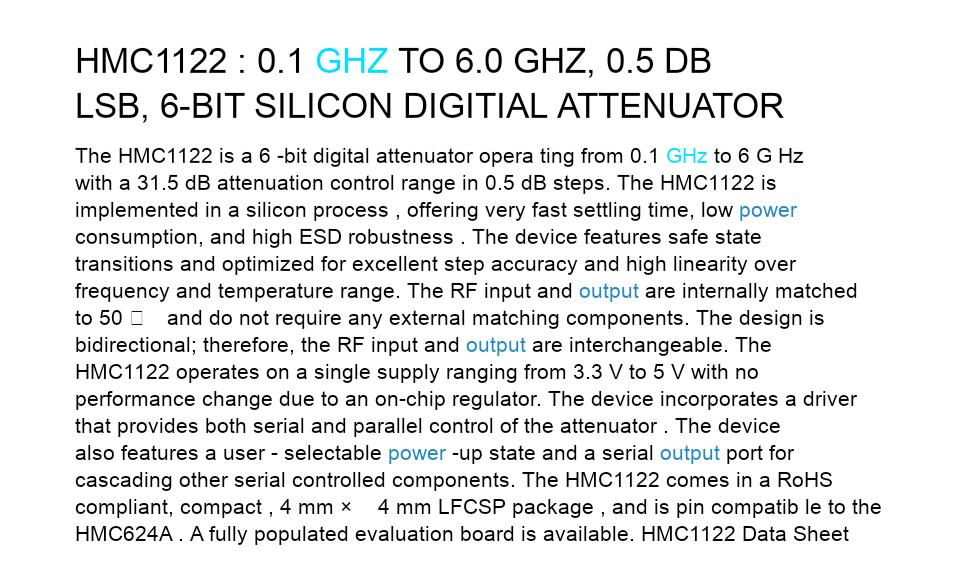 HMC1122 : 0.1 GHZ TO 6.0 GHZ, 0.5 DB
LSB, 6-BIT SILICON DIGITIAL ATTENUATOR
The HMC1122 is a 6 -bit digital attenuator opera ting from 0.1 GHz to 6 G Hz
with a 31.5 dB attenuation control range in 0.5 dB steps. The HMC1122 is
implemented in a silicon process , offering very fast settling time, low power
consumption, and high ESD robustness . The device features safe state
transitions and optimized for excellent step accuracy and high linearity over
frequency and temperature range. The RF input and output are internally matched
to 50 □ and do not require any external matching components. The design is
bidirectional; therefore, the RF input and output are interchangeable. The
HMC1122 operates on a single supply ranging from 3.3 V to 5 V with no
performance change due to an on-chip regulator. The device incorporates a driver
that provides both serial and parallel control of the attenuator . The device
also features a user - selectable power -up state and a serial output port for
cascading other serial controlled components. The HMC1122 comes in a RoHS
compliant, compact , 4 mm × 4 mm LFCSP package , and is pin compatib le to the
HMC624A . A fully populated evaluation board is available. HMC1122 Data Sheet